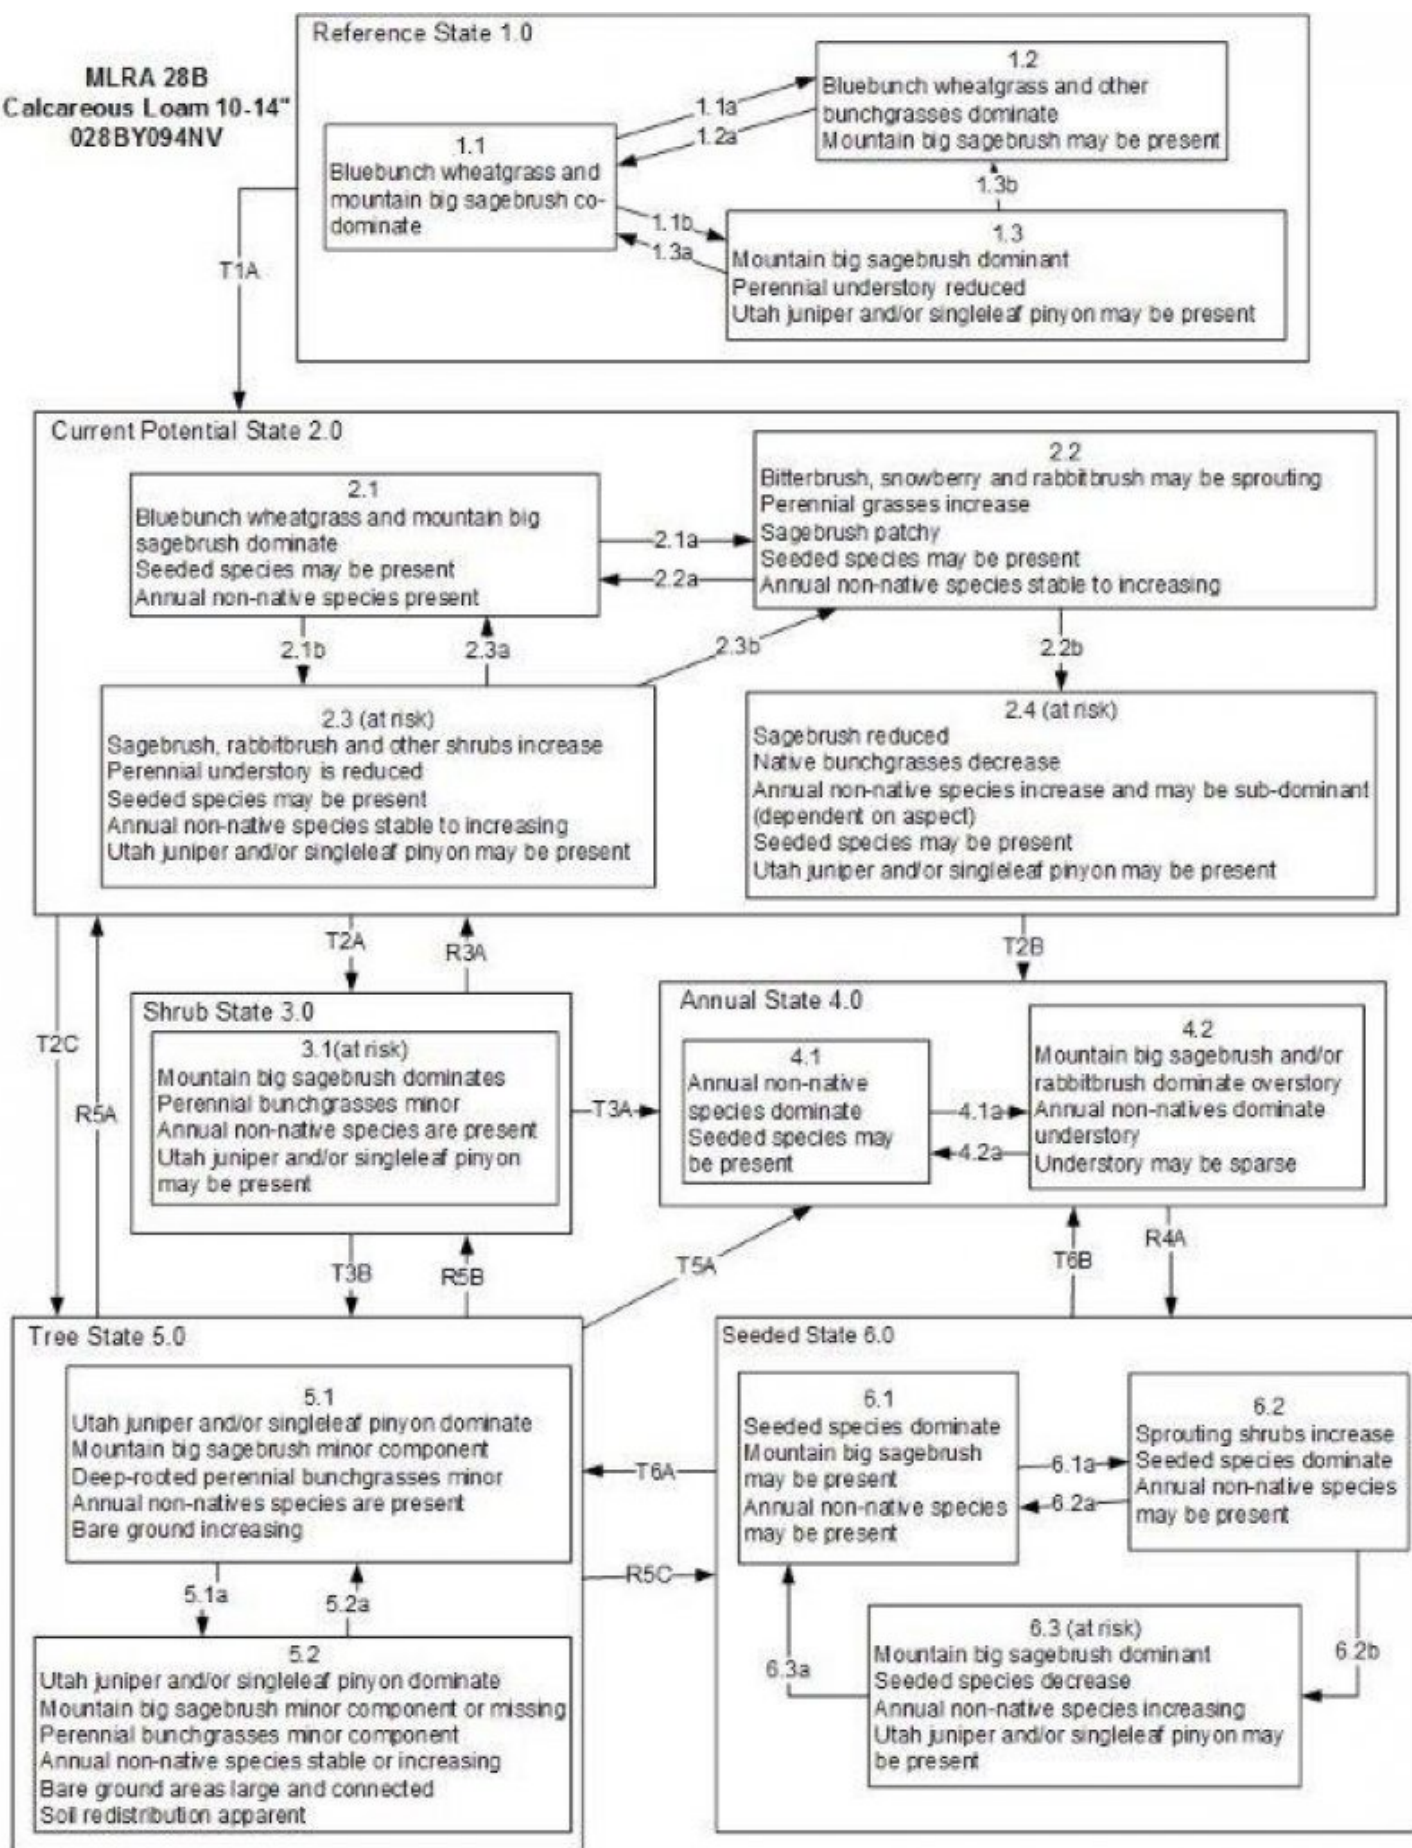 MLRA 28B
Calcareous Loam 10-14"
028BY094NV
Reference State 1.0
1.1
Bluebunch wheatgrass and
mountain big sagebrush co-
dominate
1.1a
1.2a
1.2
Bluebunch wheatgrass and other
bunchgrasses dominate
Mountain big sagebrush may be present
1.3b
1.1b
1.3a
1.3
Mountain big sagebrush dominant
Perennial understory reduced
Utah juniper and/or singleleaf pinyon may be present
T1A
Current Potential State 2.0
2.1
Bluebunch wheatgrass and mountain big
sagebrush dominate
Seeded species may be present
Annual non-native species present
2.1a
2.2a
2.2
Bitterbrush, snowberry and rabbitbrush may be sprouting
Perennial grasses increase
Sagebrush patchy
Seeded species may be present
Annual non-native species stable to increasing
2.1b
2.3a
2.3b
2.2b
2.3 (at risk)
Sagebrush, rabbitbrush and other shrubs increase
Perennial understory is reduced
Seeded species may be present
Annual non-native species stable to increasing
Utah juniper and/or singleleaf pinyon may be present
2.4 (at risk)
Sagebrush reduced
Native bunchgrasses decrease
Annual non-native species increase and may be sub-dominant
(dependent on aspect)
Seeded species may be present
Utah juniper and/or singleleaf pinyon may be present
T2A
R3A
T2B
T2C
R5A
Shrub State 3.0
3.1(at risk)
Mountain big sagebrush dominates
Perennial bunchgrasses minor
Annual non-native species are present
Utah juniper and/or singleleaf pinyon
may be present
T3A
Annual State 4.0
4.1
Annual non-native
species dominate
Seeded species may
be present
4.1a
4.2a
4.2
Mountain big sagebrush and/or
rabbitbrush dominate overstory
Annual non-natives dominate
understory
Understory may be sparse
T3B
R5B
T5A
T6B
R4A
Tree State 5.0
5.1
Utah juniper and/or singleleaf pinyon dominate
Mountain big sagebrush minor component
Deep-rooted perennial bunchgrasses minor
Annual non-natives species are present
Bare ground increasing
5.1a
5.2a
5.2
Utah juniper and/or singleleaf pinyon dominate
Mountain big sagebrush minor component or missing
Perennial bunchgrasses minor component
Annual non-native species stable or increasing
Bare ground areas large and connected
Soil redistribution apparent
T6A
R5C
Seeded State 6.0
6.1
Seeded species dominate
Mountain big sagebrush
may be present
Annual non-native species
may be present
6.1a
6.2a
6.2
Sprouting shrubs increase
Seeded species dominate
Annual non-native species
may be present
6.3a
6.2b
6.3 (at risk)
Mountain big sagebrush dominant
Seeded species decrease
Annual non-native species increasing
Utah juniper and/or singleleaf pinyon may
be present